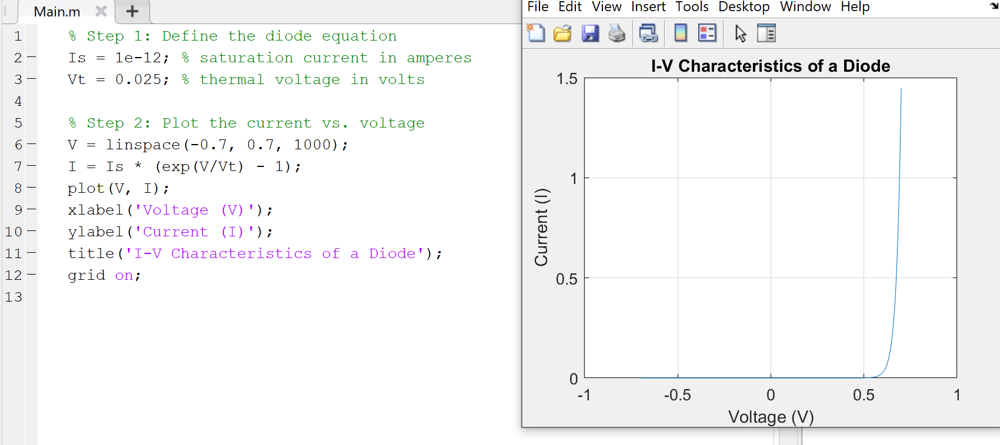 Main.m
1 % Step 1: Define the diode equation
2 Is = 1e-12; % saturation current in amperes
3 Vt = 0.025; % thermal voltage in volts
4
5 % Step 2: Plot the current vs. voltage
6 V = linspace(-0.7, 0.7, 1000);
7 I = Is * (exp(V/Vt) - 1);
8 plot(V, I);
9 xlabel('Voltage (V)');
10 ylabel('Current (I)');
11 title('I-V Characteristics of a Diode');
12 grid on;
13
File Edit View Insert Tools Desktop Window Help
I-V Characteristics of a Diode
1.5
1
0.5
0
Current (I)
-1 -0.5 0 0.5 1
Voltage (V)